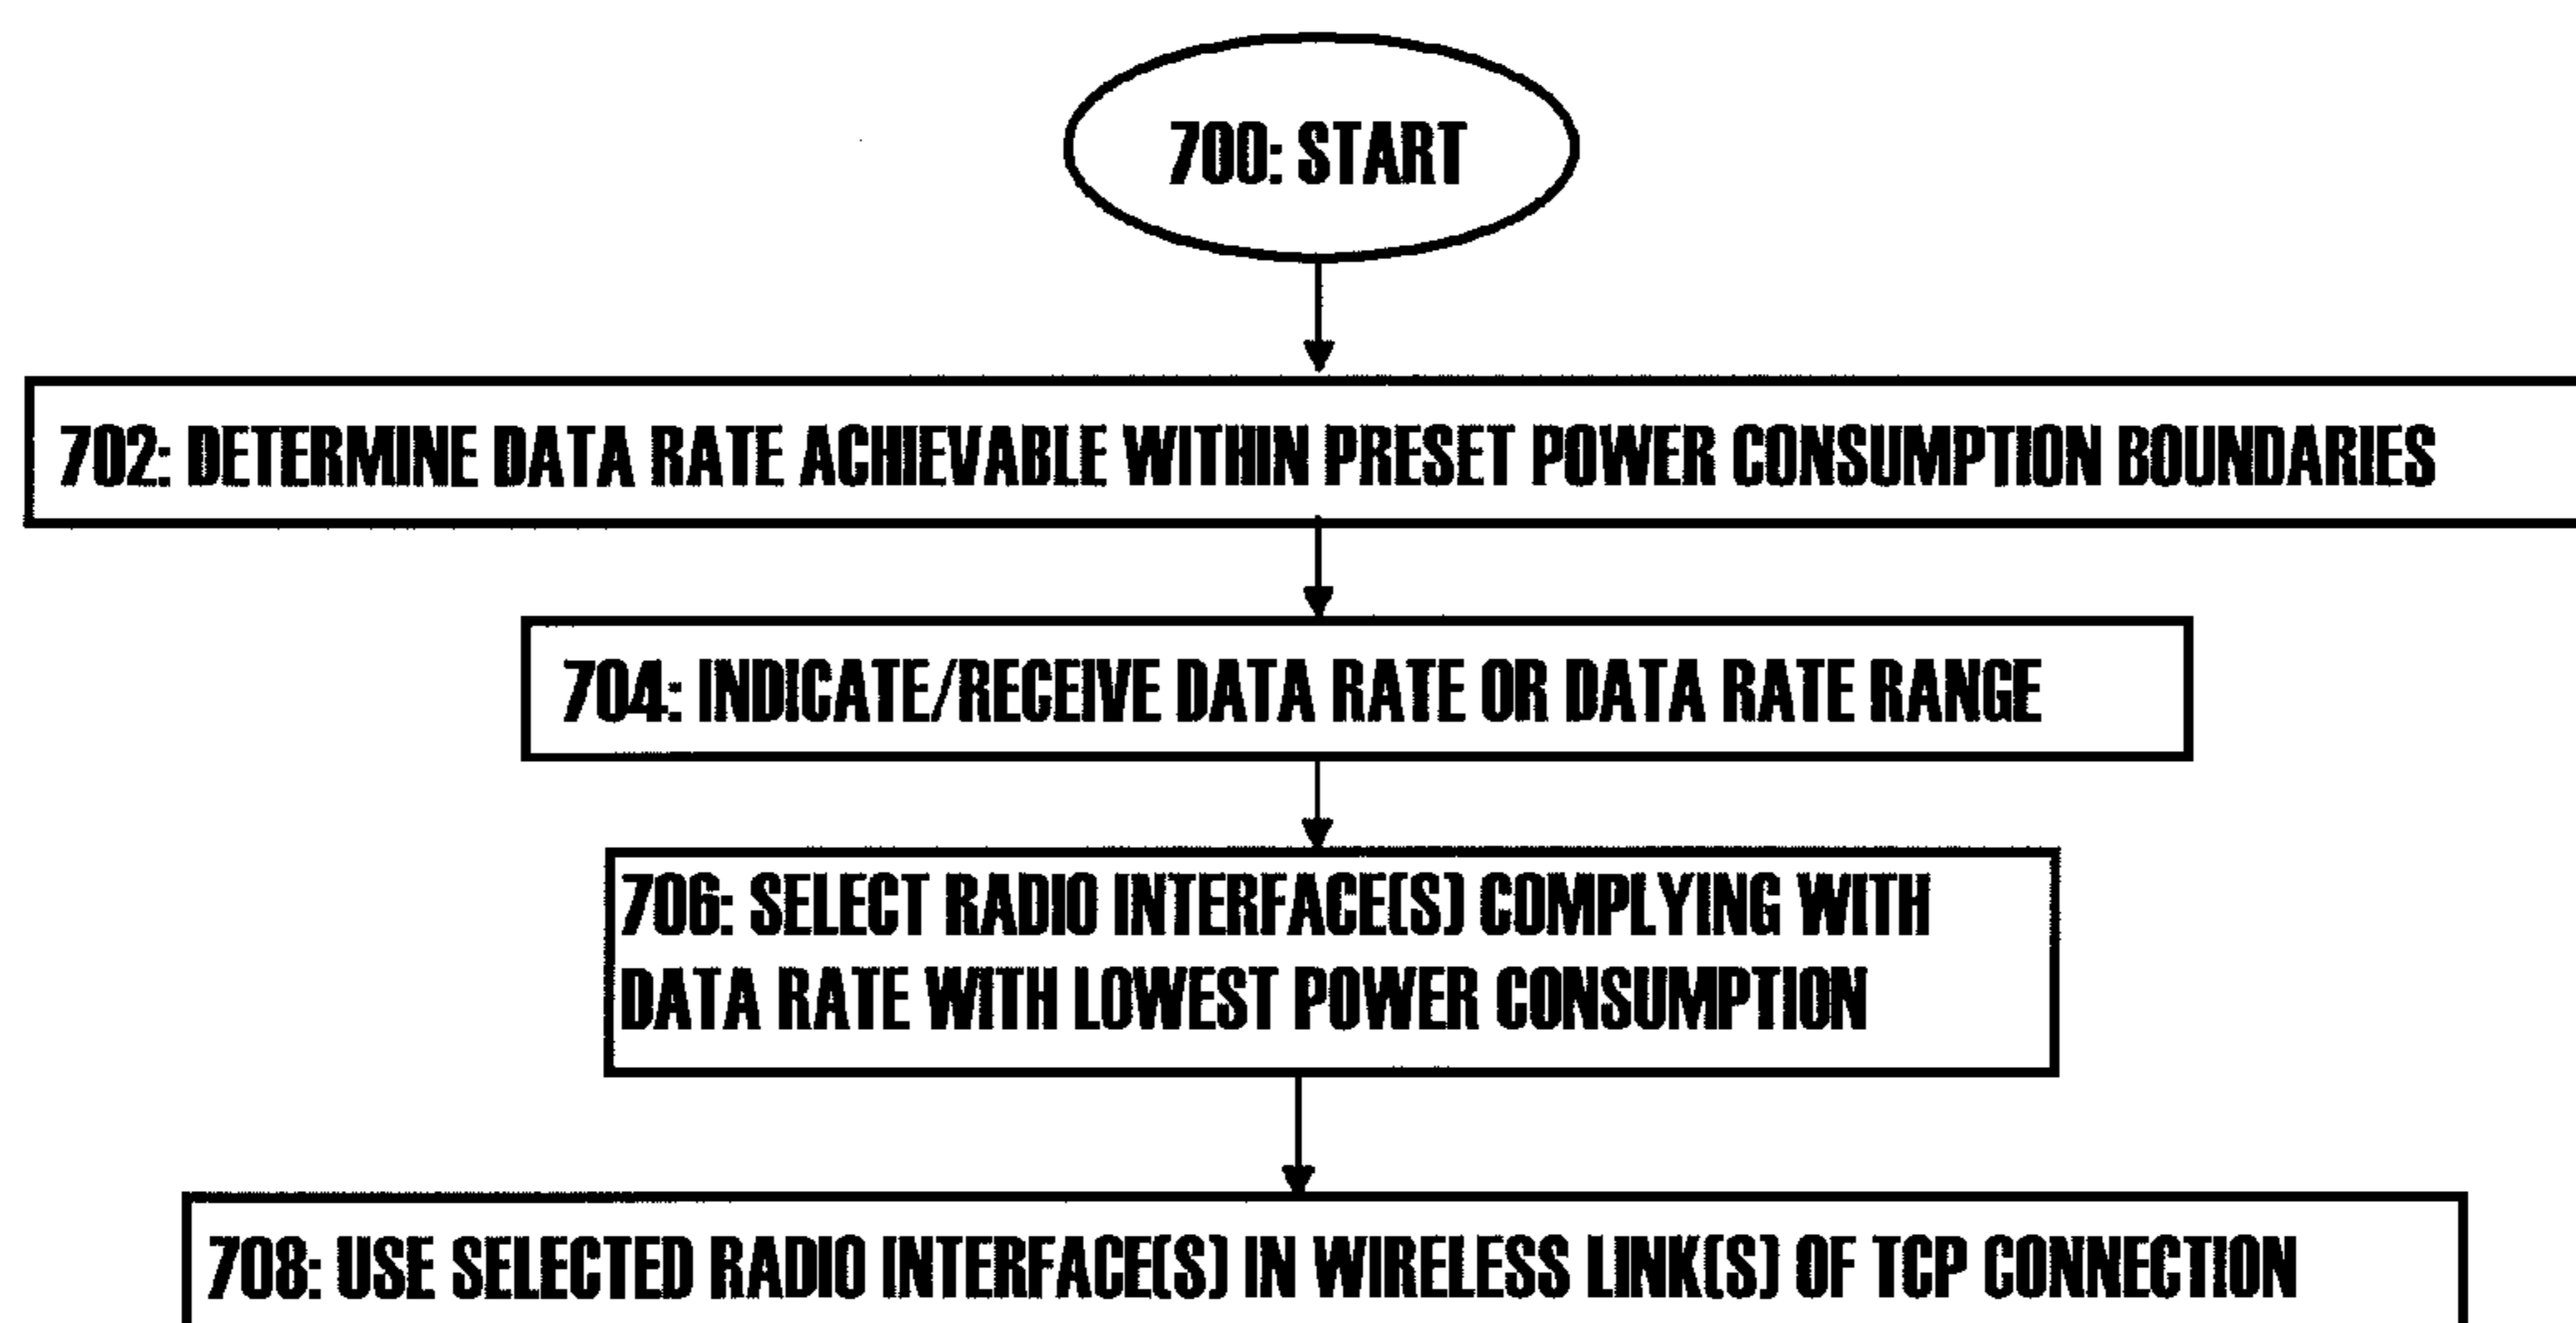 700: START
702: DETERMINE DATA RATE ACHIEVABLE WITHIN PRESET POWER CONSUMPTION BOUNDARIES
704: INDICATE/RECEIVE DATA RATE OR DATA RATE RANGE
706: SELECT RADIO INTERFACE(S) COMPLYING WITH
DATA RATE WITH LOWEST POWER CONSUMPTION
708: USE SELECTED RADIO INTERFACE(S) IN WIRELESS LINK(S) OF TCP CONNECTION